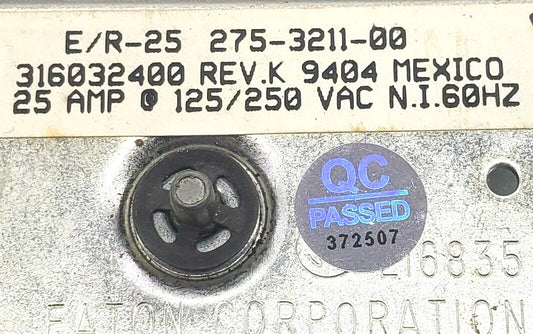 E/R-25 275-3211-00
316032400 REV.K 9404 MEXICO
25 AMP @ 125/250 VAC N.I.60HZ
QC
PASSED
372507
216835
EATON CORPORATION